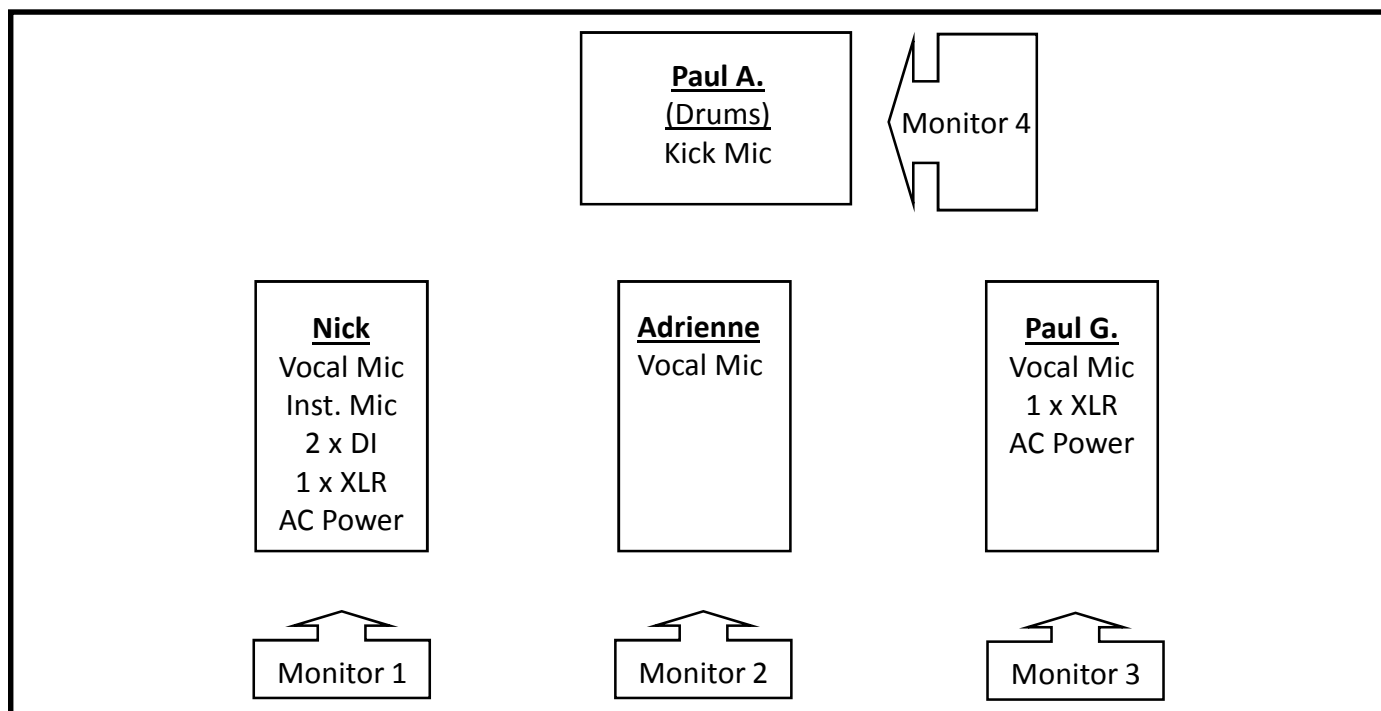 Paul A.
(Drums)
Kick Mic
Monitor 4
Nick
Vocal Mic
Inst. Mic
2 x DI
1 x XLR
AC Power
Adrienne
Vocal Mic
Paul G.
Vocal Mic
1 x XLR
AC Power
Monitor 1
Monitor 2
Monitor 3